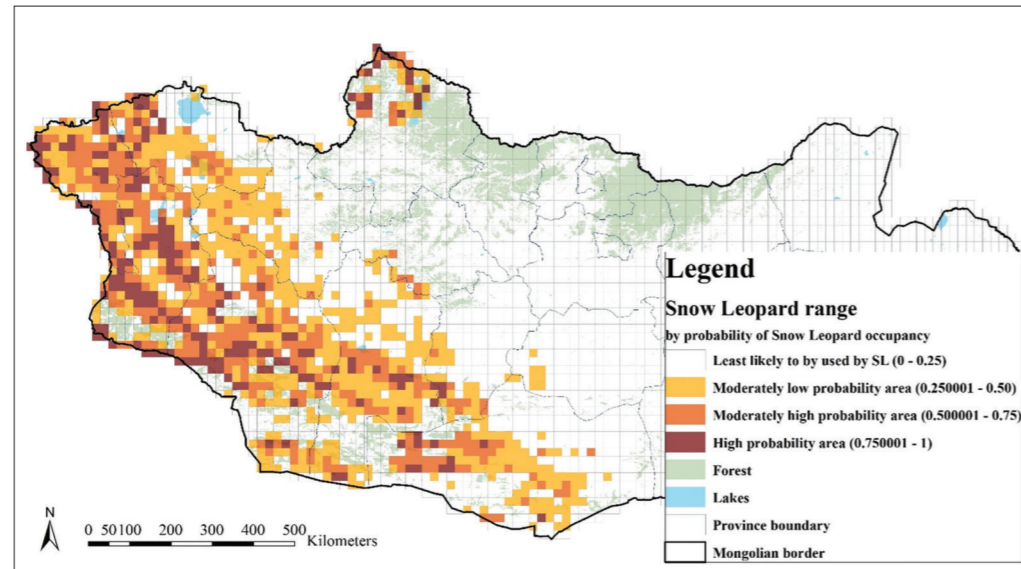 Legend
Snow Leopard range
by probability of Snow Leopard occupancy
Least likely to by used by SL (0 - 0.25)
Moderately low probability area (0.250001 - 0.50)
Moderately high probability area (0.500001 - 0.75)
High probability area (0.750001 - 1)
Forest
Lakes
Province boundary
Mongolian border
N
0 50100 200 300 400 500
Kilometers